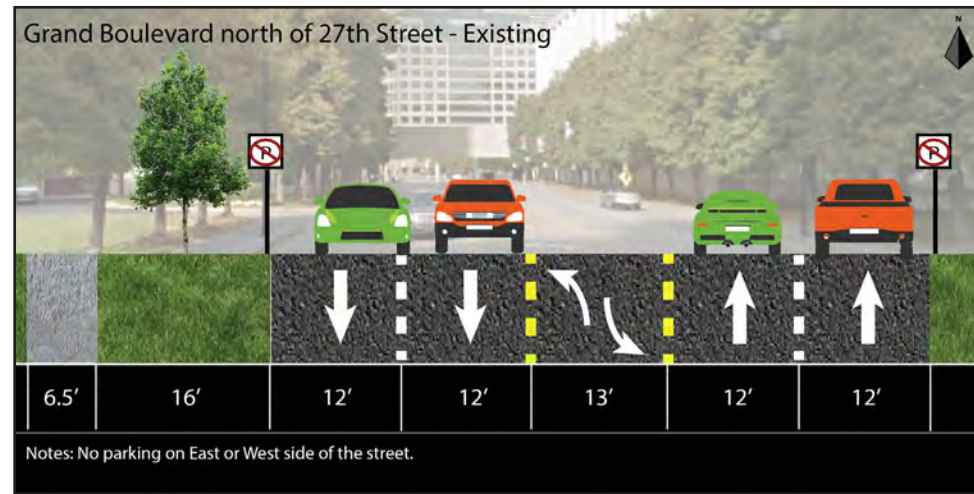 Grand Boulevard north of 27th Street - Existing
N
P
P
6.5’ 16’ 12’ 12’ 13’ 12’ 12’
Notes: No parking on East or West side of the street.